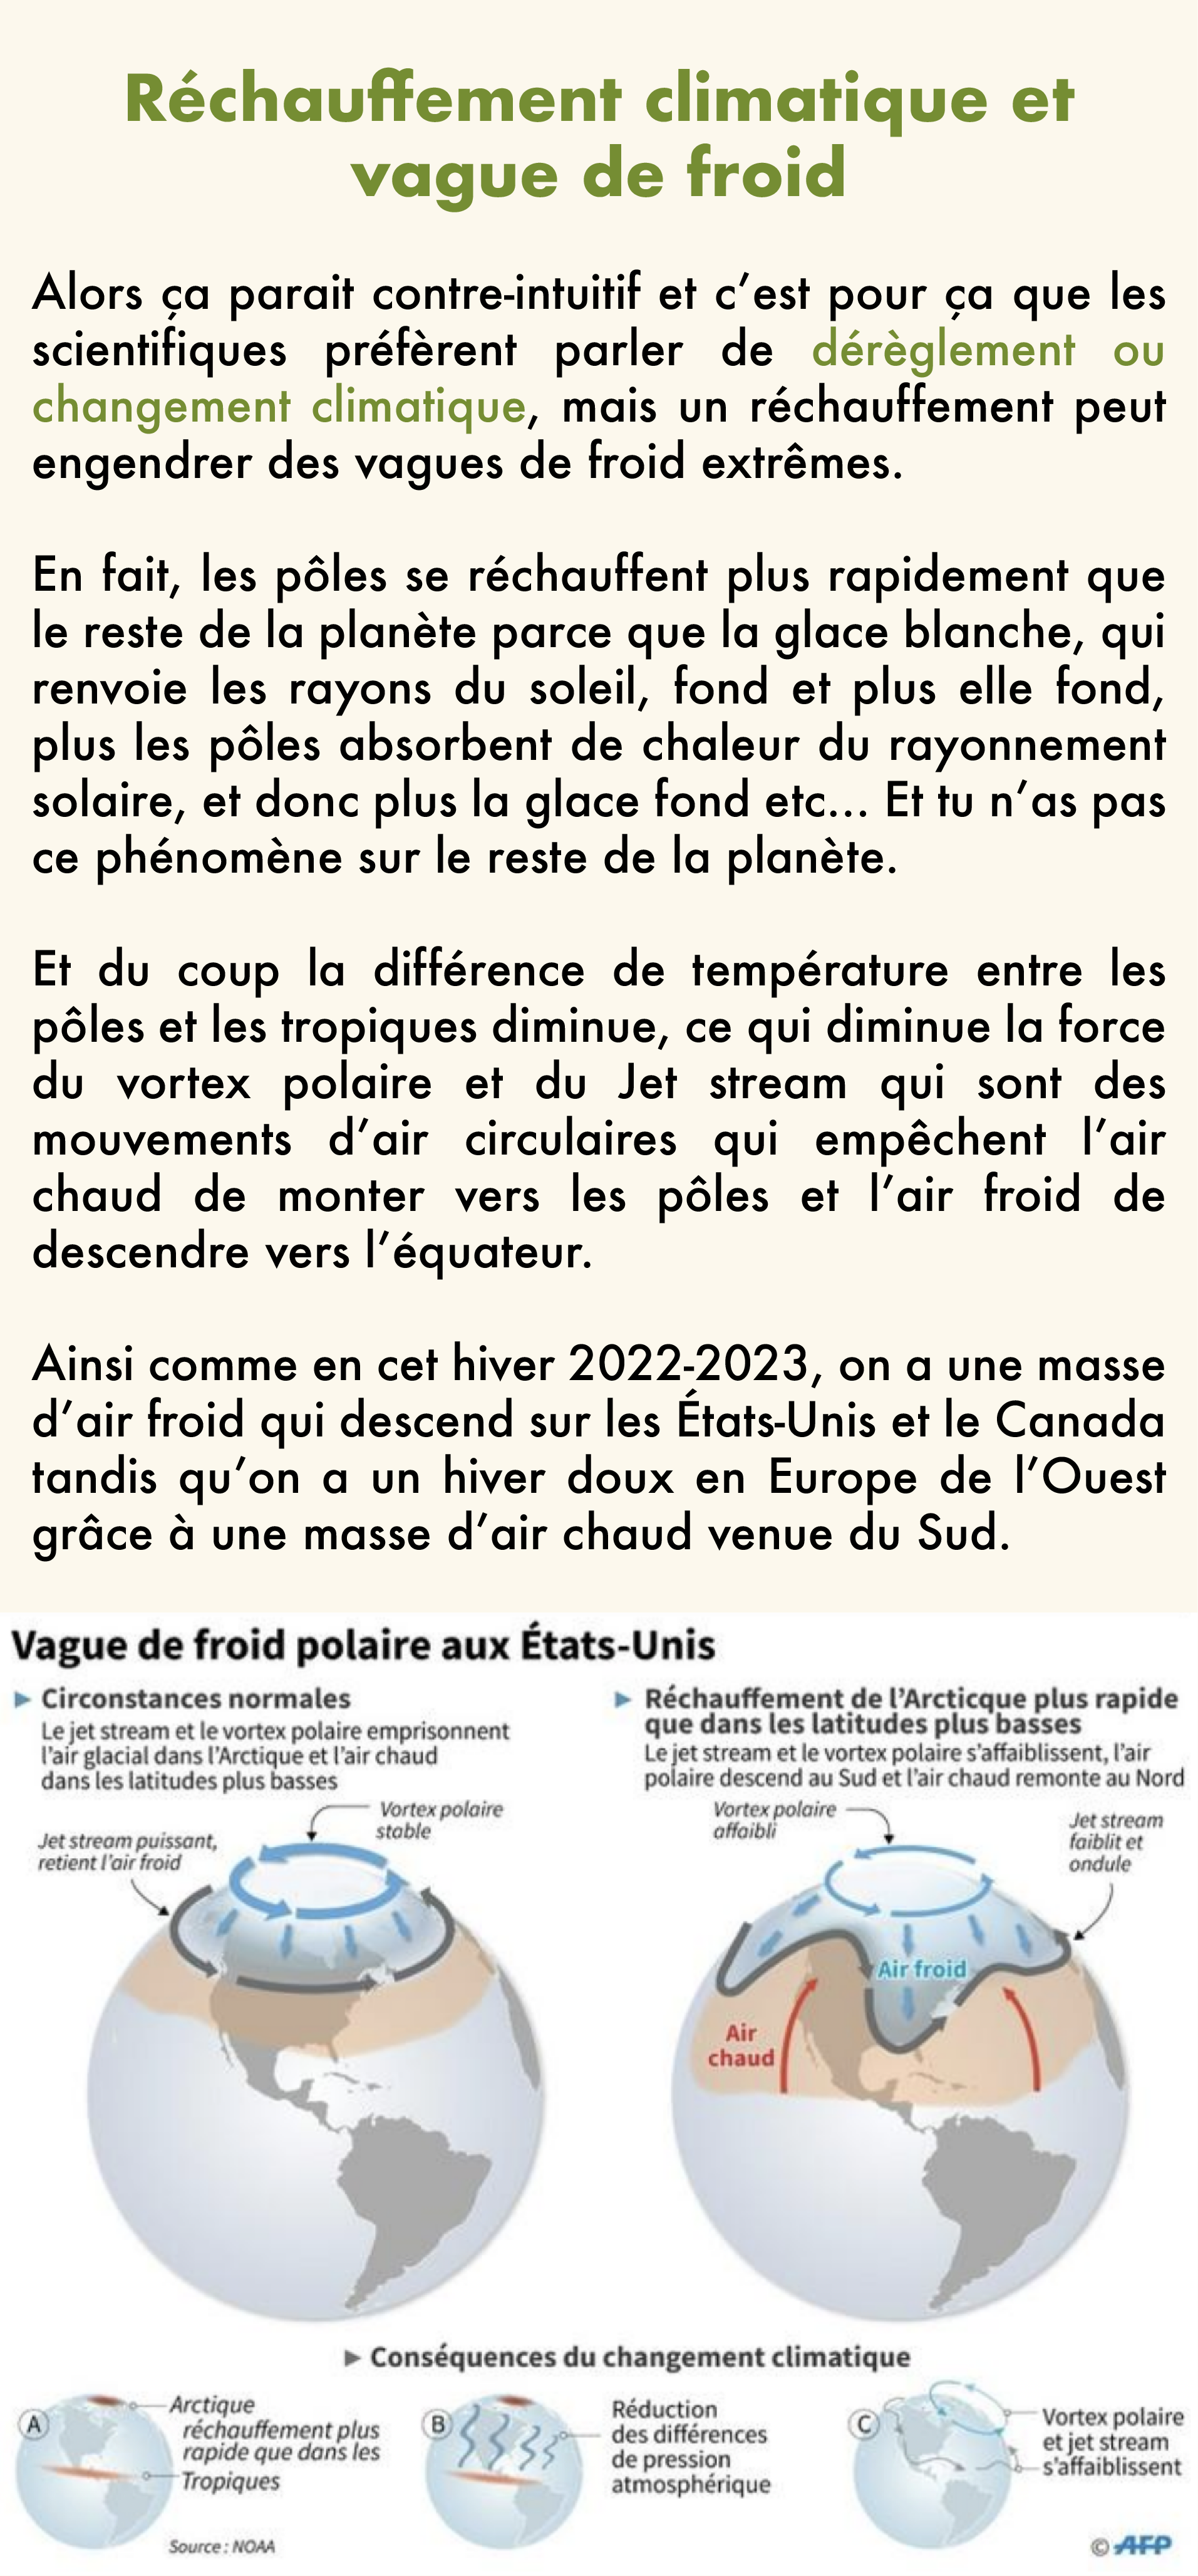 Réchauffement climatique et
vague de froid
Alors ça parait contre-intuitif et c’est pour ça que les
scientifiques préfèrent parler de dérèglement ou
changement climatique, mais un réchauffement peut
engendrer des vagues de froid extrêmes.
En fait, les pôles se réchauffent plus rapidement que
le reste de la planète parce que la glace blanche, qui
renvoie les rayons du soleil, fond et plus elle fond,
plus les pôles absorbent de chaleur du rayonnement
solaire, et donc plus la glace fond etc... Et tu n’as pas
ce phénomène sur le reste de la planète.
Et du coup la différence de température entre les
pôles et les tropiques diminue, ce qui diminue la force
du vortex polaire et du Jet stream qui sont des
mouvements d’air circulaires qui empêchent l’air
chaud de monter vers les pôles et l’air froid de
descendre vers l’équateur.
Ainsi comme en cet hiver 2022-2023, on a une masse
d’air froid qui descend sur les États-Unis et le Canada
tandis qu’on a un hiver doux en Europe de l’Ouest
grâce à une masse d’air chaud venue du Sud.
Vague de froid polaire aux États-Unis
Circonstances normales
Le jet stream et le vortex polaire emprisonnent
l’air glacial dans l’Arctique et l’air chaud
dans les latitudes plus basses
Vortex polaire
stable
Jet stream puissant,
retient l’air froid
Réchauffement de l’Arcticque plus rapide
que dans les latitudes plus basses
Le jet stream et le vortex polaire s’affaiblissent, l’air
polaire descend au Sud et l’air chaud remonte au Nord
Vortex polaire
affaibli
Jet stream
faiblit et
ondule
Air froid
Air
chaud
Conséquences du changement climatique
A
Arctique
réchauffement plus
rapide que dans les
Tropiques
B
Réduction
des différences
de pression
atmosphérique
C
Vortex polaire
et jet stream
s’affaiblissent
Source : NOAA
© AFP